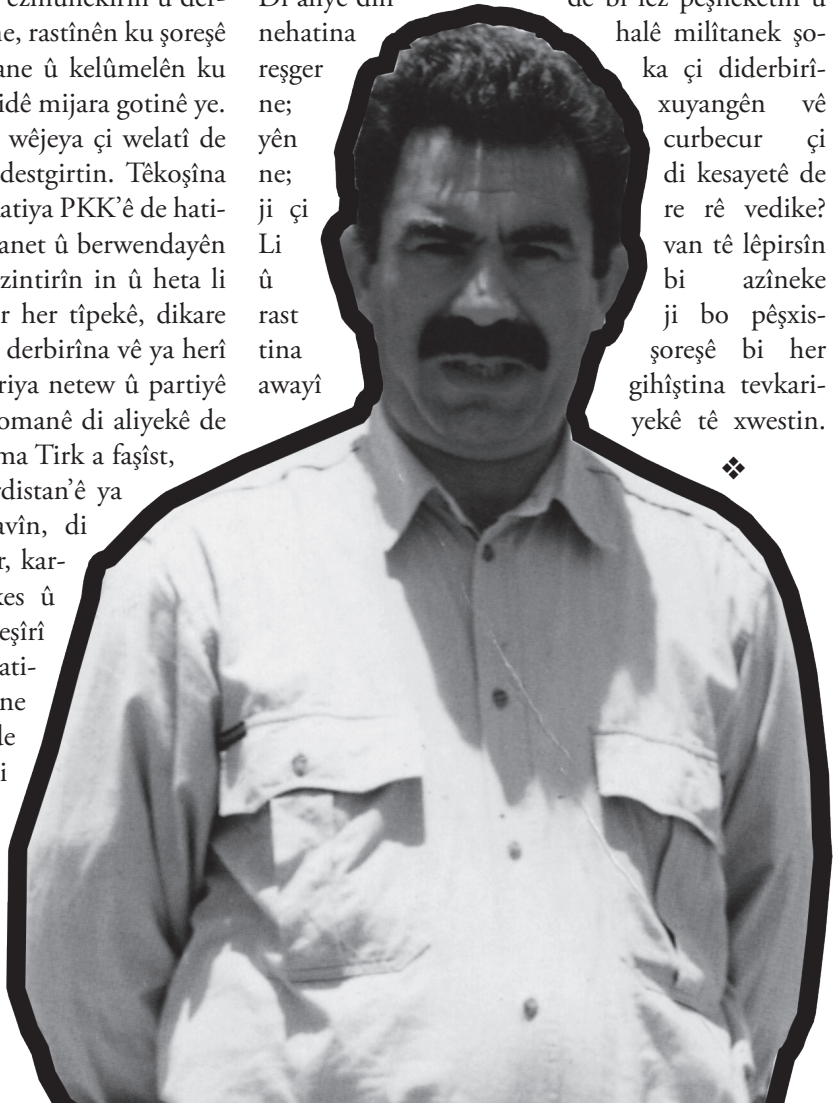 ezmûnekirin û der-
ne, rastînên ku şoreşê
ane û kelûmelên ku
idê mijara gotinê ye.
wêjeya çi welatî de
destgirtin. Têkoşîna
atiya PKK'ê de hati-
anet û berwendayên
zintirîn in û heta li
r her tîpekê, dikare
derbirîna vê ya herî
riya netew û partiyê
omanê di aliyekê de
ma Tirk a faşîst,
rdistan'ê ya
avîn, di
r, kar-
kes û
eşîrî
ati-
ne
de
i
Di aliyê din
nehatina
reşger
ne;
yên
ne;
ji çi
Li
û
rast
tina
awayî
de bi lez pêşneketin û
halê milîtanek şo-
ka çi diderbirî-
xuyangên vê
curbecur çi
di kesayetê de
re rê vedike?
van tê lêpirsîn
bi azîneke
ji bo pêşxis-
şoreşê bi her
gihîştina tevkari-
yekê tê xwestin.
❖